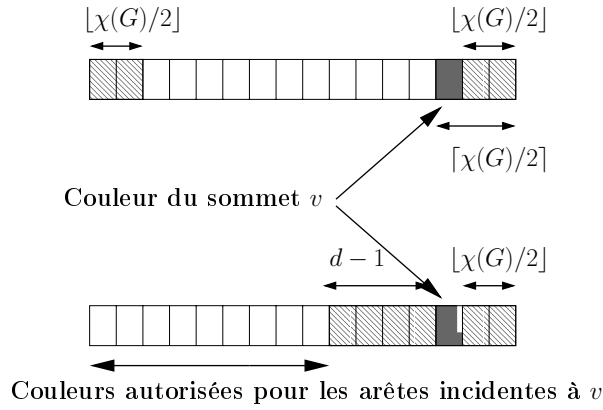 ⌊χ(G)/2⌋ ⌊χ(G)/2⌋
⌈χ(G)/2⌉
Couleur du sommet v
d − 1 ⌊χ(G)/2⌋
Couleurs autorisées pour les arêtes incidentes à v